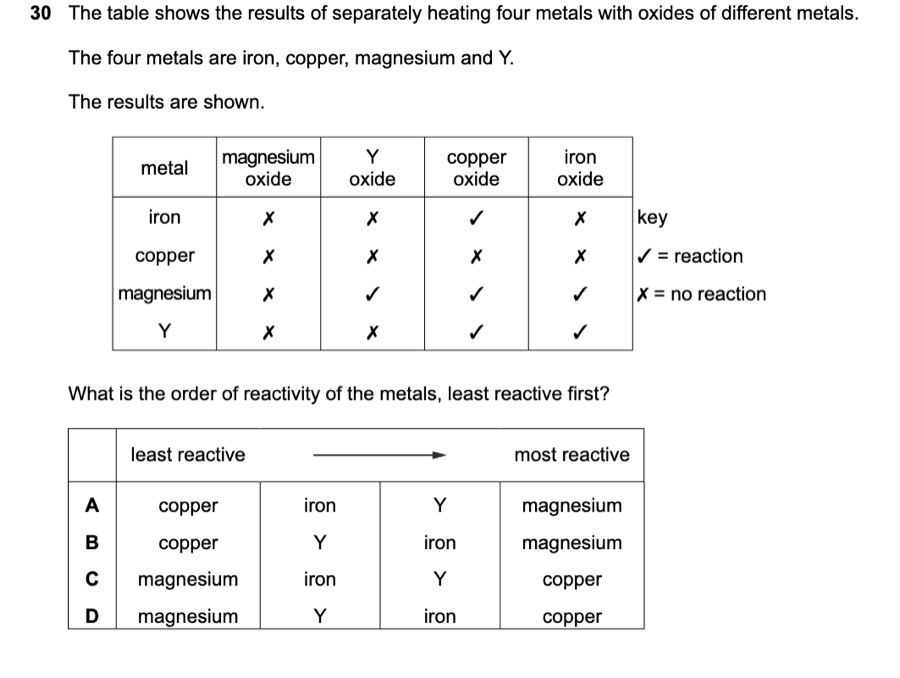 30 The table shows the results of separately heating four metals with oxides of different metals.
The four metals are iron, copper, magnesium and Y.
The results are shown.
metal magnesium oxide Y oxide copper oxide iron oxide
iron ✗ ✗ ✓ ✗ key
copper ✗ ✗ ✗ ✗ ✓ = reaction
magnesium ✗ ✓ ✓ ✓ ✗ = no reaction
Y ✗ ✗ ✓ ✓
What is the order of reactivity of the metals, least reactive first?
least reactive most reactive
A copper iron Y magnesium
B copper Y iron magnesium
C magnesium iron Y copper
D magnesium Y iron copper